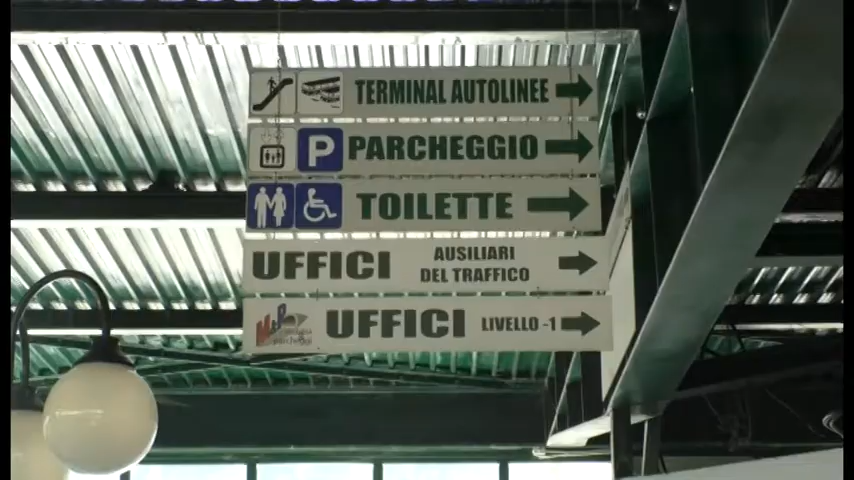 TERMINAL AUTOLINEE
P PARCHEGGIO
TOILETTE
UFFICI AUSILIARI
DEL TRAFFICO
UFFICI LIVELLO -1